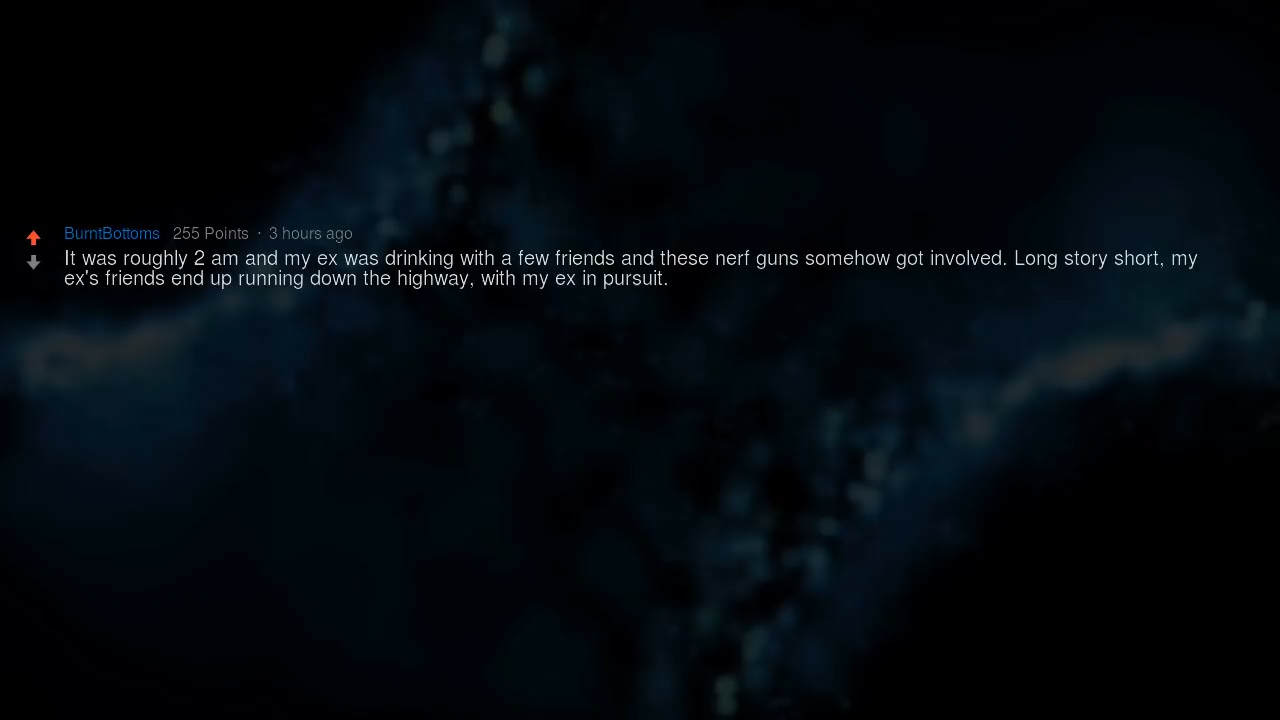 BurntBottoms 255 Points · 3 hours ago
It was roughly 2 am and my ex was drinking with a few friends and these nerf guns somehow got involved. Long story short, my
ex's friends end up running down the highway, with my ex in pursuit.